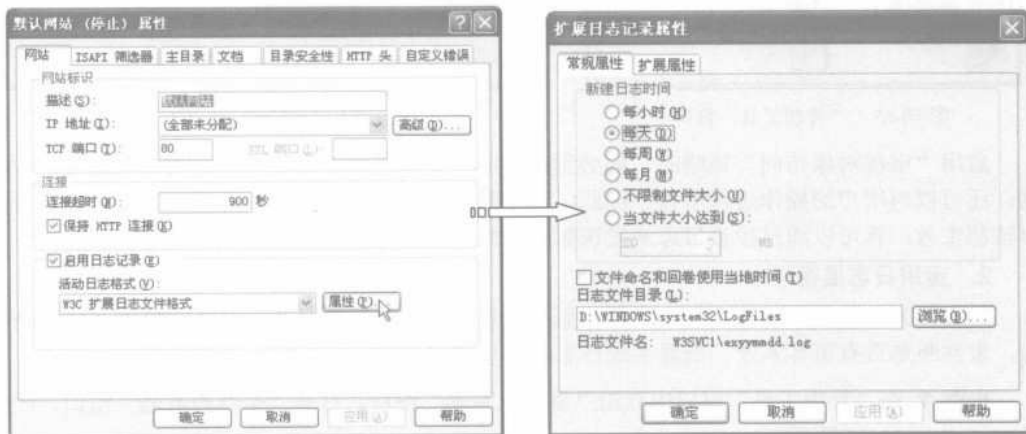 默认网站 (停止) 属性
网站 ISAPI 筛选器 主目录 文档 目录安全性 HTTP 头 自定义错误
网站标识
描述(S):
IP 地址(I): (全部未分配) 高级(D)...
TCP 端口(T): 80 SSL 端口(L):
连接
连接超时(N): 900 秒
保持 HTTP 连接(K)
启用日志记录(E)
活动日志格式(V):
W3C 扩展日志文件格式 属性(P)...
确定 取消 应用(A) 帮助
扩展日志记录属性
常规属性 扩展属性
新建日志时间
每小时(H)
每天(D)
每周(W)
每月(M)
不限制文件大小(U)
当文件大小达到(S):
MB
文件命名和回卷使用当地时间(T)
日志文件目录(L):
D:\WINDOWS\system32\LogFiles 浏览(B)...
日志文件名: W3SVC1\exyymmdd.log
确定 取消 应用(A) 帮助